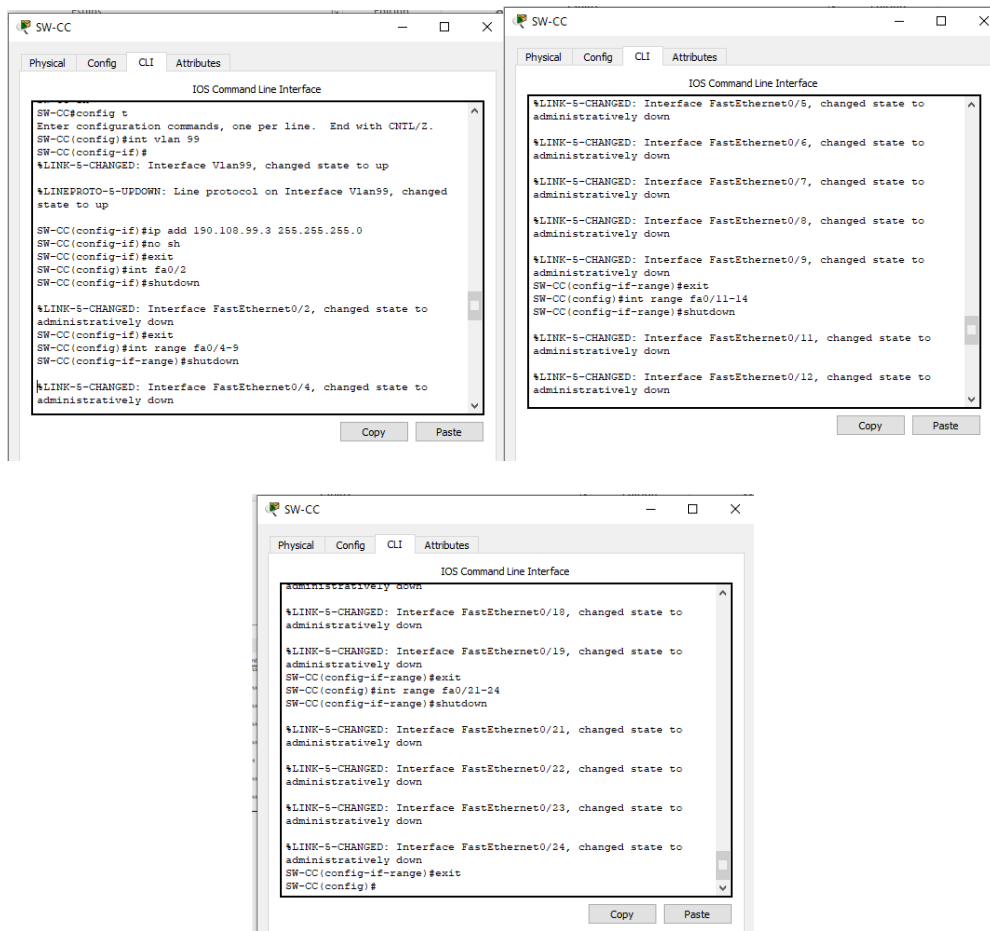 SW-CC
Physical Config CLI Attributes
IOS Command Line Interface
SW-CC#config t
Enter configuration commands, one per line. End with CNTL/Z.
SW-CC(config)#int vlan 99
SW-CC(config-if)#
%LINK-5-CHANGED: Interface Vlan99, changed state to up
%LINEPROTO-5-UPDOWN: Line protocol on Interface Vlan99, changed
state to up
SW-CC(config-if)#ip add 190.108.99.3 255.255.255.0
SW-CC(config-if)#no sh
SW-CC(config-if)#exit
SW-CC(config)#int fa0/2
SW-CC(config-if)#shutdown
%LINK-5-CHANGED: Interface FastEthernet0/2, changed state to
administratively down
SW-CC(config-if)#exit
SW-CC(config)#int range fa0/4-9
SW-CC(config-if-range)#shutdown
%LINK-5-CHANGED: Interface FastEthernet0/4, changed state to
administratively down
Copy Paste
SW-CC
Physical Config CLI Attributes
IOS Command Line Interface
%LINK-5-CHANGED: Interface FastEthernet0/5, changed state to
administratively down
%LINK-5-CHANGED: Interface FastEthernet0/6, changed state to
administratively down
%LINK-5-CHANGED: Interface FastEthernet0/7, changed state to
administratively down
%LINK-5-CHANGED: Interface FastEthernet0/8, changed state to
administratively down
%LINK-5-CHANGED: Interface FastEthernet0/9, changed state to
administratively down
SW-CC(config-if-range)#exit
SW-CC(config)#int range fa0/11-14
SW-CC(config-if-range)#shutdown
%LINK-5-CHANGED: Interface FastEthernet0/11, changed state to
administratively down
%LINK-5-CHANGED: Interface FastEthernet0/12, changed state to
administratively down
Copy Paste
SW-CC
Physical Config CLI Attributes
IOS Command Line Interface
administratively down
%LINK-5-CHANGED: Interface FastEthernet0/18, changed state to
administratively down
%LINK-5-CHANGED: Interface FastEthernet0/19, changed state to
administratively down
SW-CC(config-if-range)#exit
SW-CC(config)#int range fa0/21-24
SW-CC(config-if-range)#shutdown
%LINK-5-CHANGED: Interface FastEthernet0/21, changed state to
administratively down
%LINK-5-CHANGED: Interface FastEthernet0/22, changed state to
administratively down
%LINK-5-CHANGED: Interface FastEthernet0/23, changed state to
administratively down
%LINK-5-CHANGED: Interface FastEthernet0/24, changed state to
administratively down
SW-CC(config-if-range)#exit
SW-CC(config)#
Copy Paste